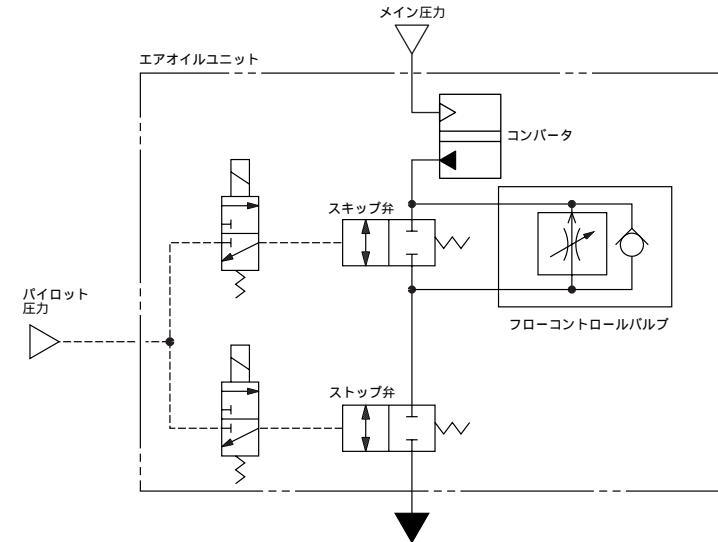 メイン圧力
エアオイルユニット
コンバータ
スキップ弁
パイロット
圧力
フローコントロールバルブ
ストップ弁